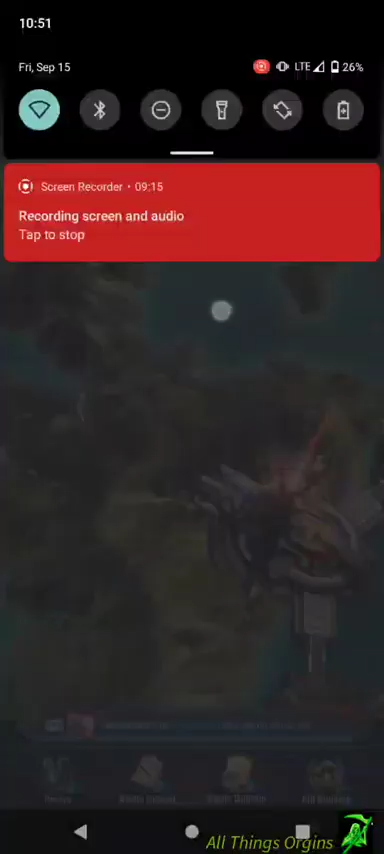 10:51
Fri, Sep 15
LTE
26%
Screen Recorder • 09:15
Recording screen and audio
Tap to stop
All Things Orgins